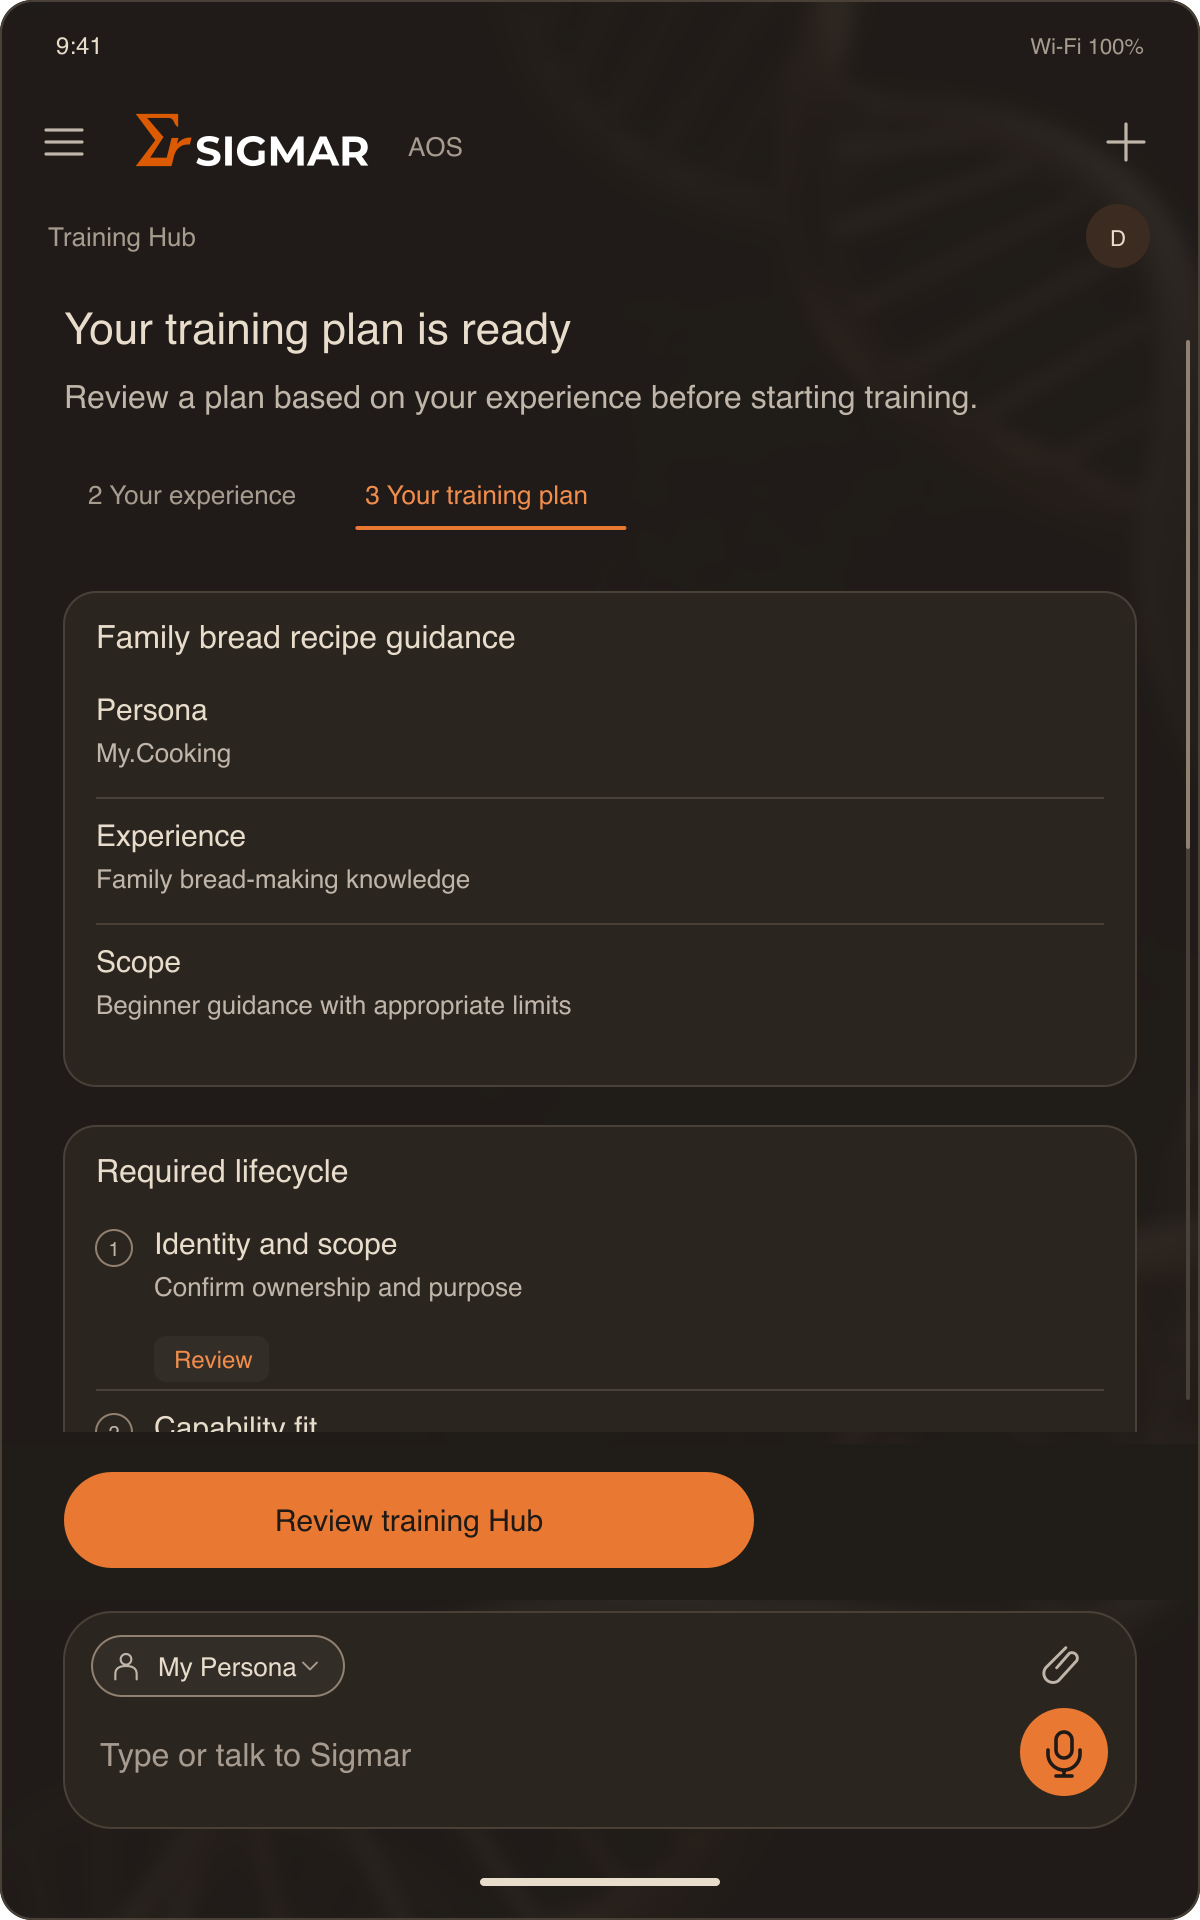 9:41
Wi-Fi 100%
Σr SIGMAR AOS
Training Hub
D
Your training plan is ready
Review a plan based on your experience before starting training.
2 Your experience
3 Your training plan
Family bread recipe guidance
Persona
My.Cooking
Experience
Family bread-making knowledge
Scope
Beginner guidance with appropriate limits
Required lifecycle
1 Identity and scope
Confirm ownership and purpose
Review
2 Capability fit
Review training Hub
My Persona
Type or talk to Sigmar